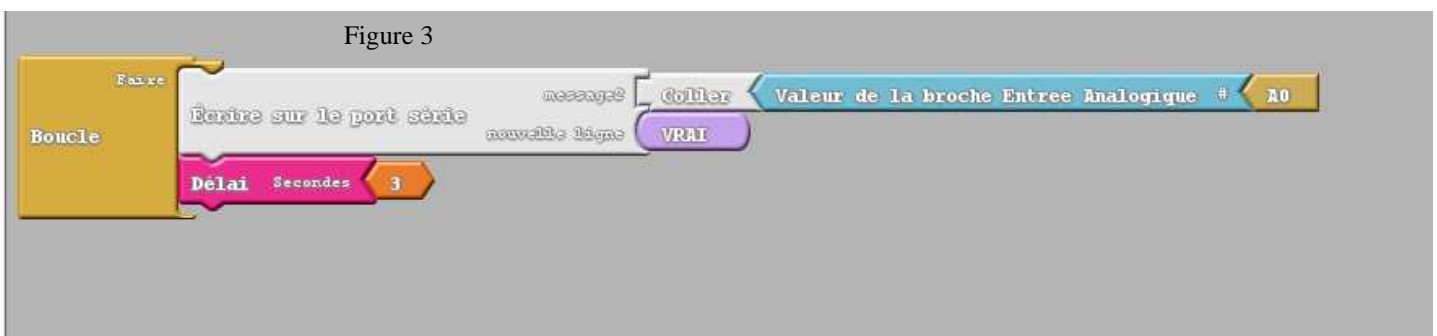 Figure 3
Faire
message2 Coller Valeur de la broche Entree Analogique # A0
Écrire sur le port série
nouvelle ligne VRAI
Boucle
Délai Secondes 3